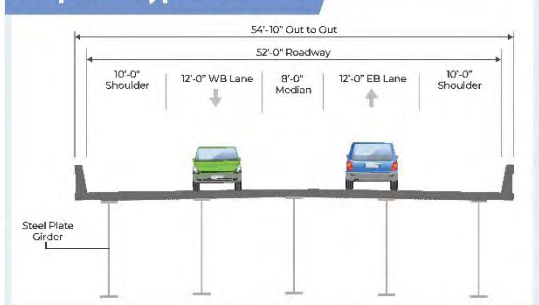 54'-10" Out to Out
52'-0" Roadway
10'-0" Shoulder
12'-0" WB Lane
8'-0" Median
12'-0" EB Lane
10'-0" Shoulder
Steel Plate
Girder